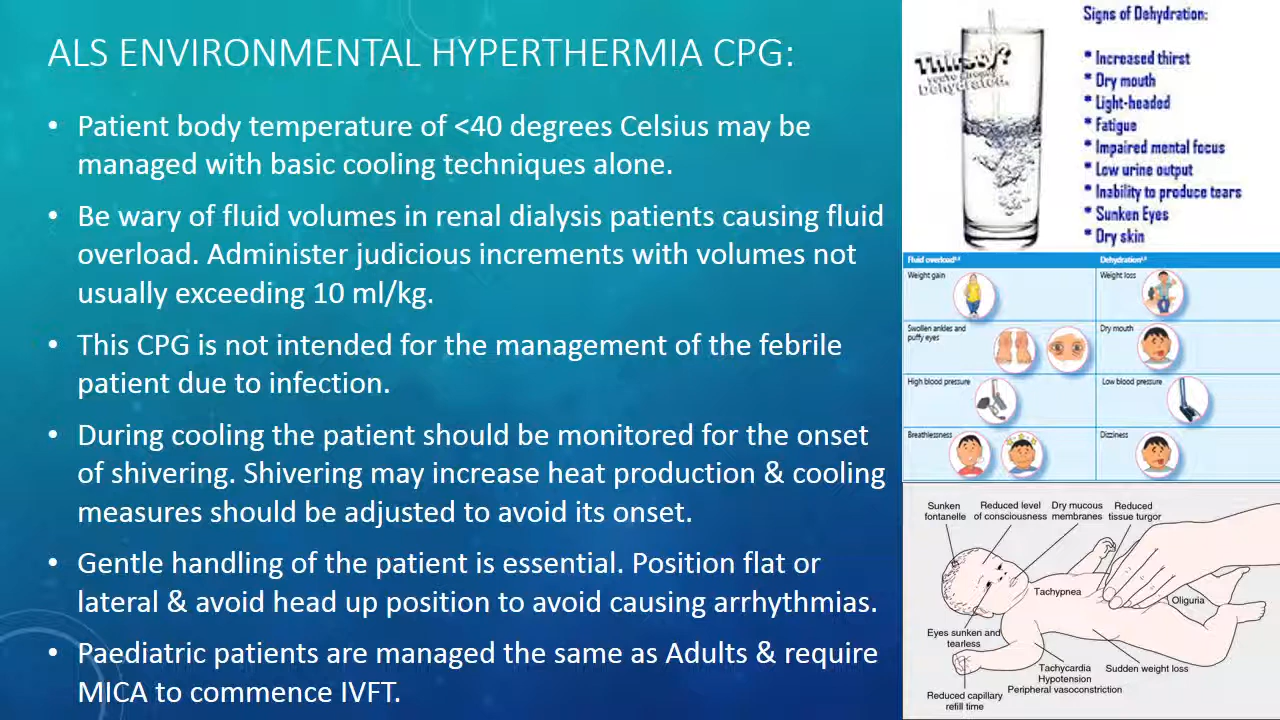 ALS ENVIRONMENTAL HYPERTHERMIA CPG:
• Patient body temperature of <40 degrees Celsius may be
managed with basic cooling techniques alone.
• Be wary of fluid volumes in renal dialysis patients causing fluid
overload. Administer judicious increments with volumes not
usually exceeding 10 ml/kg.
• This CPG is not intended for the management of the febrile
patient due to infection.
• During cooling the patient should be monitored for the onset
of shivering. Shivering may increase heat production & cooling
measures should be adjusted to avoid its onset.
• Gentle handling of the patient is essential. Position flat or
lateral & avoid head up position to avoid causing arrhythmias.
• Paediatric patients are managed the same as Adults & require
MICA to commence IVFT.
Thirsty?
You're already
Dehydrated.
Signs of Dehydration:
* Increased thirst
* Dry mouth
* Light-headed
* Fatigue
* Impaired mental focus
* Low urine output
* Inability to produce tears
* Sunken Eyes
* Dry skin
Fluid overload
Dehydration
Weight gain
Weight loss
Swollen ankles and
puffy eyes
Dry mouth
High blood pressure
Low blood pressure
Breathlessness
Dizziness
Sunken
fontanelle
Reduced level
of consciousness
Dry mucous
membranes
Reduced
tissue turgor
Tachypnea
Oliguria
Eyes sunken and
tearless
Tachycardia
Hypotension
Peripheral vasoconstriction
Sudden weight loss
Reduced capillary
refill time